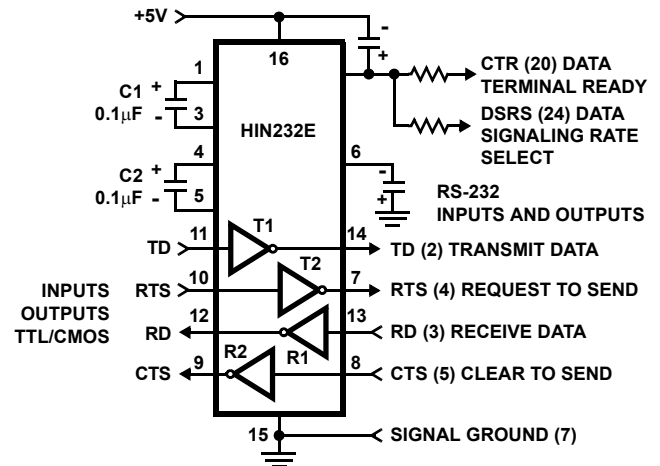 +5V
-
+
16
1
CTR (20) DATA
TERMINAL READY
C1
+
0.1μF
-
3
DSRS (24) DATA
SIGNALING RATE
SELECT
HIN232E
4
6
C2
+
0.1μF
-
5
-
+
RS-232
INPUTS AND OUTPUTS
T1
TD
11
14
TD (2) TRANSMIT DATA
T2
INPUTS
OUTPUTS
TTL/CMOS
RTS
10
7
RTS (4) REQUEST TO SEND
RD
12
13
RD (3) RECEIVE DATA
R1
R2
CTS
9
8
CTS (5) CLEAR TO SEND
15
SIGNAL GROUND (7)